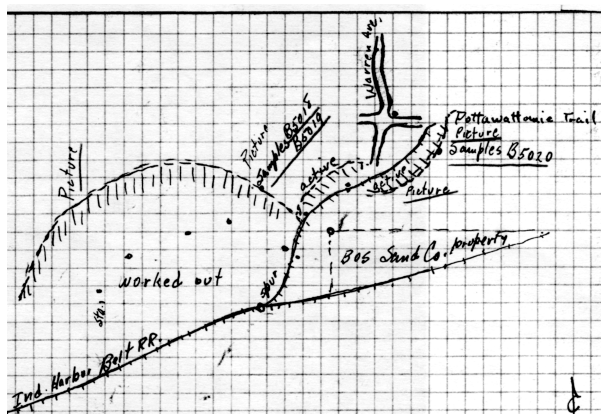 Warren Ave.
Pottawattomie Trail
Picture
Samples B5020
Picture
Samples B5018
B5019
Picture
active
active
Picture
BOS Sand Co. property
worked out
spur
Ind. Harbor Belt RR.